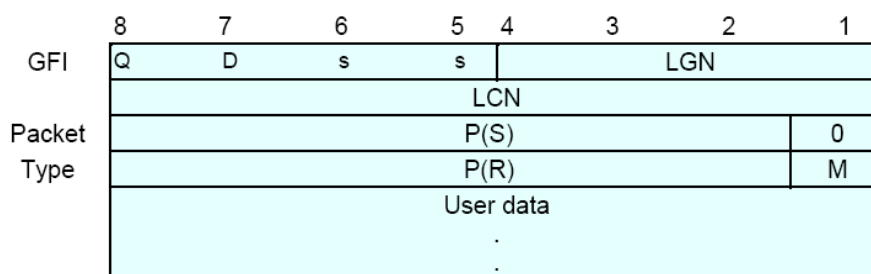 8 7 6 5 4 3 2 1
GFI Q D s s LGN
LCN
Packet P(S) 0
Type P(R) M
User data
.
.